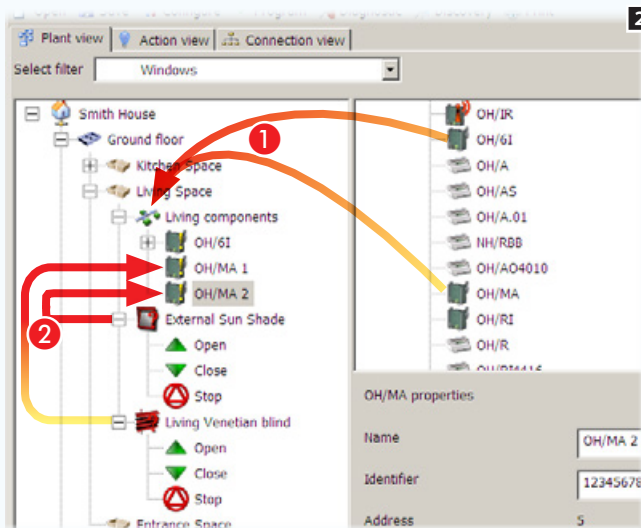 2
Plant view Action view Connection view
Select filter Windows
Smith House
Ground floor
Kitchen Space
Living Space
Living components
OH/6I
OH/MA 1
OH/MA 2
External Sun Shade
Open
Close
Stop
Living Venetian blind
Open
Close
Stop
Entrance Space
1
2
OH/IR
OH/6I
OH/A
OH/AS
OH/A.01
NH/RBB
OH/AO4010
OH/MA
OH/RI
OH/R
OH/MA properties
Name OH/MA 2
Identifier 12345678
Address 5